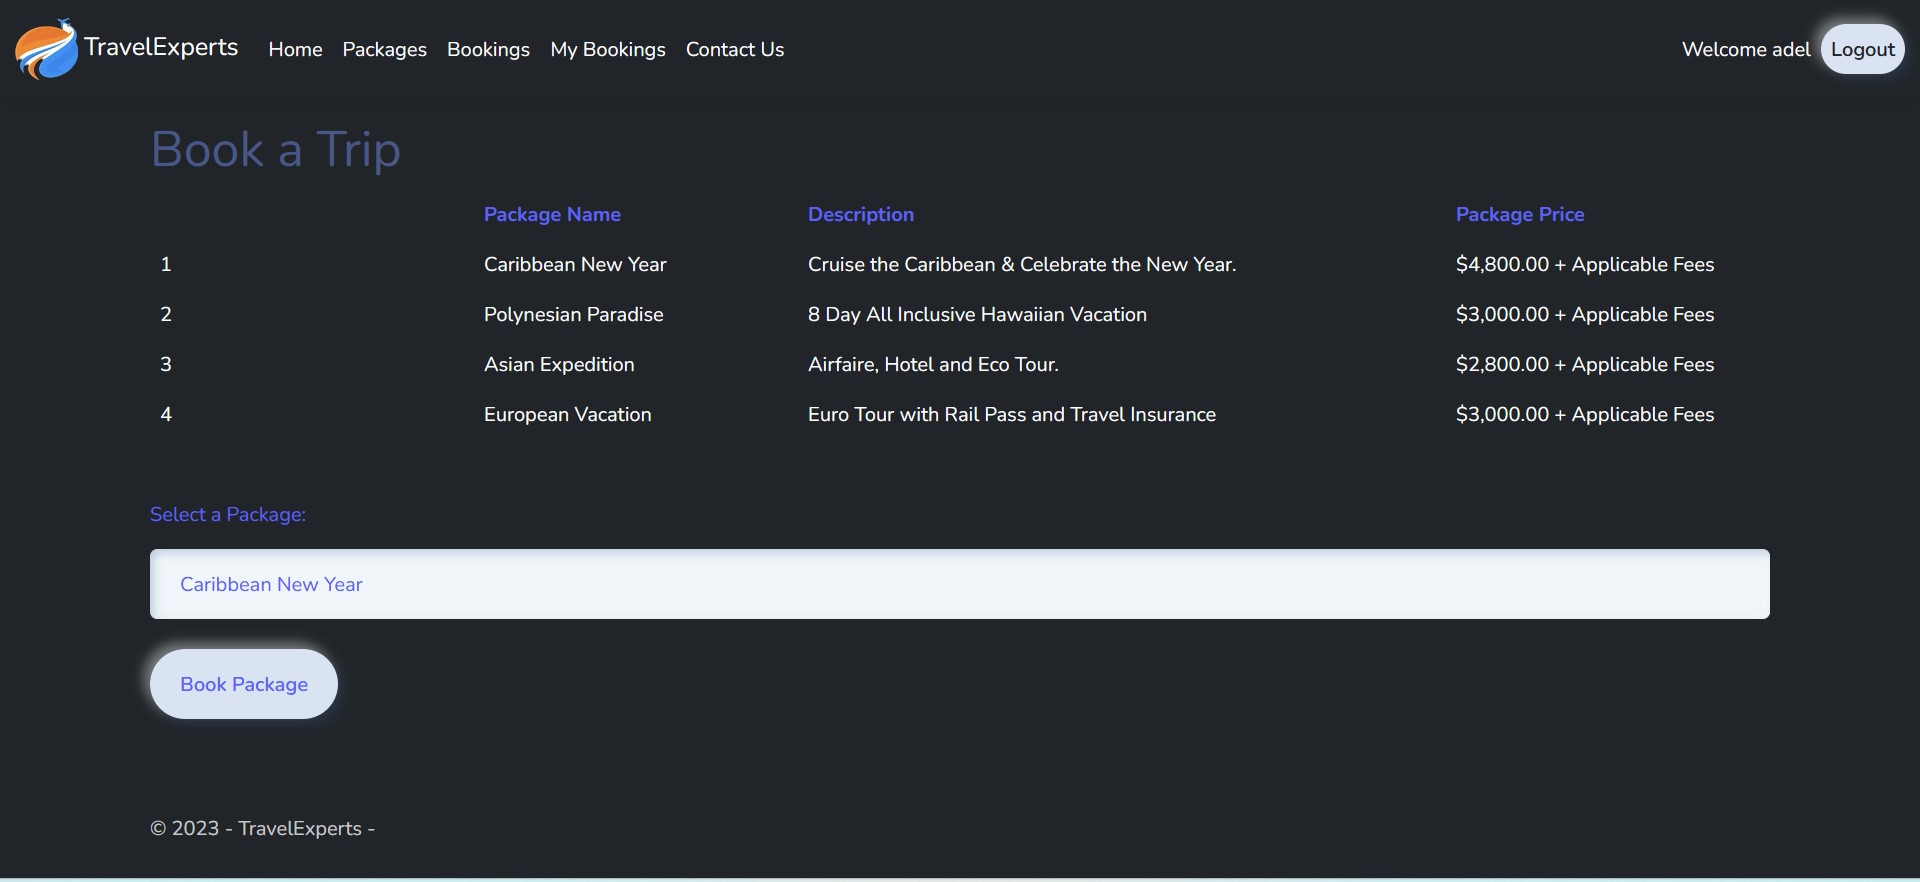 TravelExperts Home Packages Bookings My Bookings Contact Us Welcome adel Logout
Book a Trip
Package Name Description Package Price
1 Caribbean New Year Cruise the Caribbean & Celebrate the New Year. $4,800.00 + Applicable Fees
2 Polynesian Paradise 8 Day All Inclusive Hawaiian Vacation $3,000.00 + Applicable Fees
3 Asian Expedition Airfaire, Hotel and Eco Tour. $2,800.00 + Applicable Fees
4 European Vacation Euro Tour with Rail Pass and Travel Insurance $3,000.00 + Applicable Fees
Select a Package:
Caribbean New Year
Book Package
© 2023 - TravelExperts -